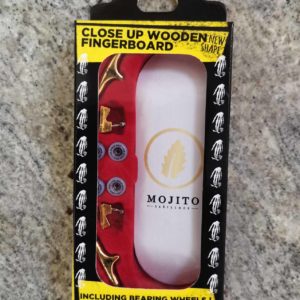 CLOSE UP WOODEN
FINGERBOARD
NEW
SHAPE
MOJITO
INCLUDING BEARING WHEELS